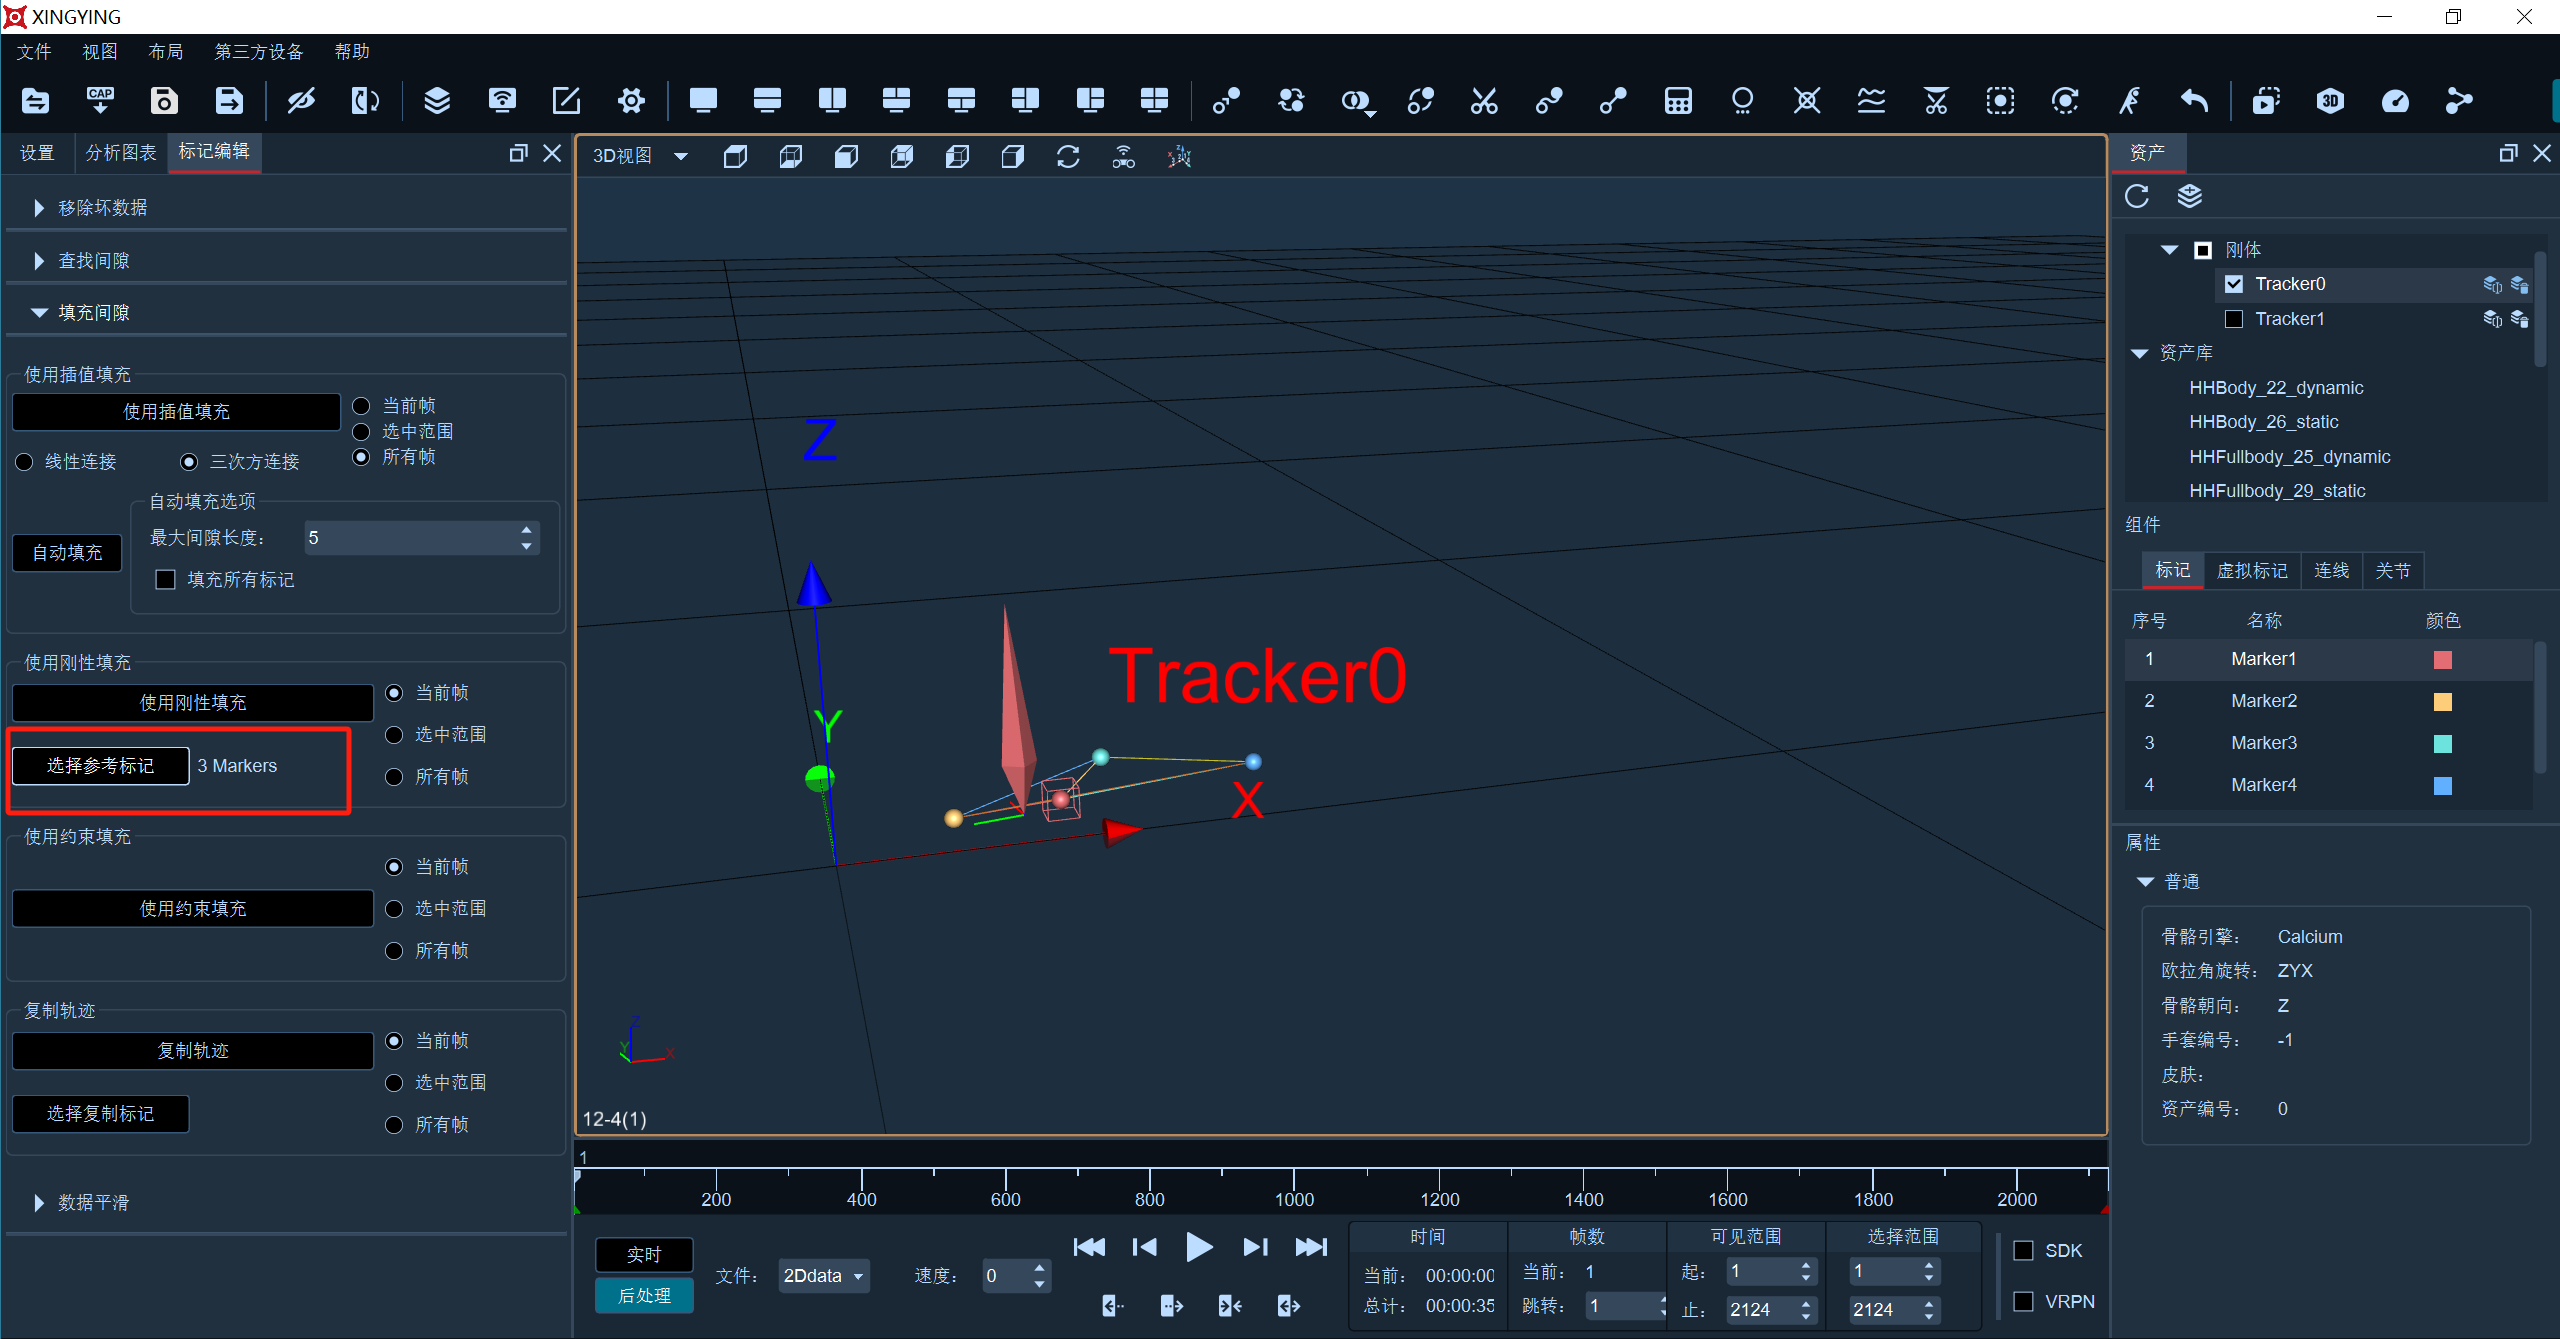 XINGYING
文件 视图 布局 第三方设备 帮助
CAP
3D
设置 分析图表 标记编辑
移除坏数据
查找间隙
填充间隙
使用插值填充
使用插值填充
当前帧
选中范围
所有帧
线性连接 三次方连接
自动填充选项
最大间隙长度： 5
自动填充
填充所有标记
使用刚性填充
使用刚性填充
当前帧
选中范围
选择参考标记 3 Markers
所有帧
使用约束填充
当前帧
使用约束填充
选中范围
所有帧
复制轨迹
复制轨迹
当前帧
选中范围
选择复制标记
所有帧
数据平滑
3D视图
Z
Tracker0
Y
X
Z
Y
X
12-4(1)
1
200 400 600 800 1000 1200 1400 1600 1800 2000
实时
后处理
文件： 2Ddata
速度： 0
时间 帧数 可见范围 选择范围
当前： 00:00:00 当前： 1 起： 1 1
总计： 00:00:35 跳转： 1 止： 2124 2124
SDK
VRPN
资产
刚体
Tracker0
Tracker1
资产库
HHBody_22_dynamic
HHBody_26_static
HHFullbody_25_dynamic
HHFullbody_29_static
组件
标记 虚拟标记 连线 关节
序号 名称 颜色
1 Marker1
2 Marker2
3 Marker3
4 Marker4
属性
普通
骨骼引擎： Calcium
欧拉角旋转： ZYX
骨骼朝向： Z
手套编号： -1
皮肤：
资产编号： 0